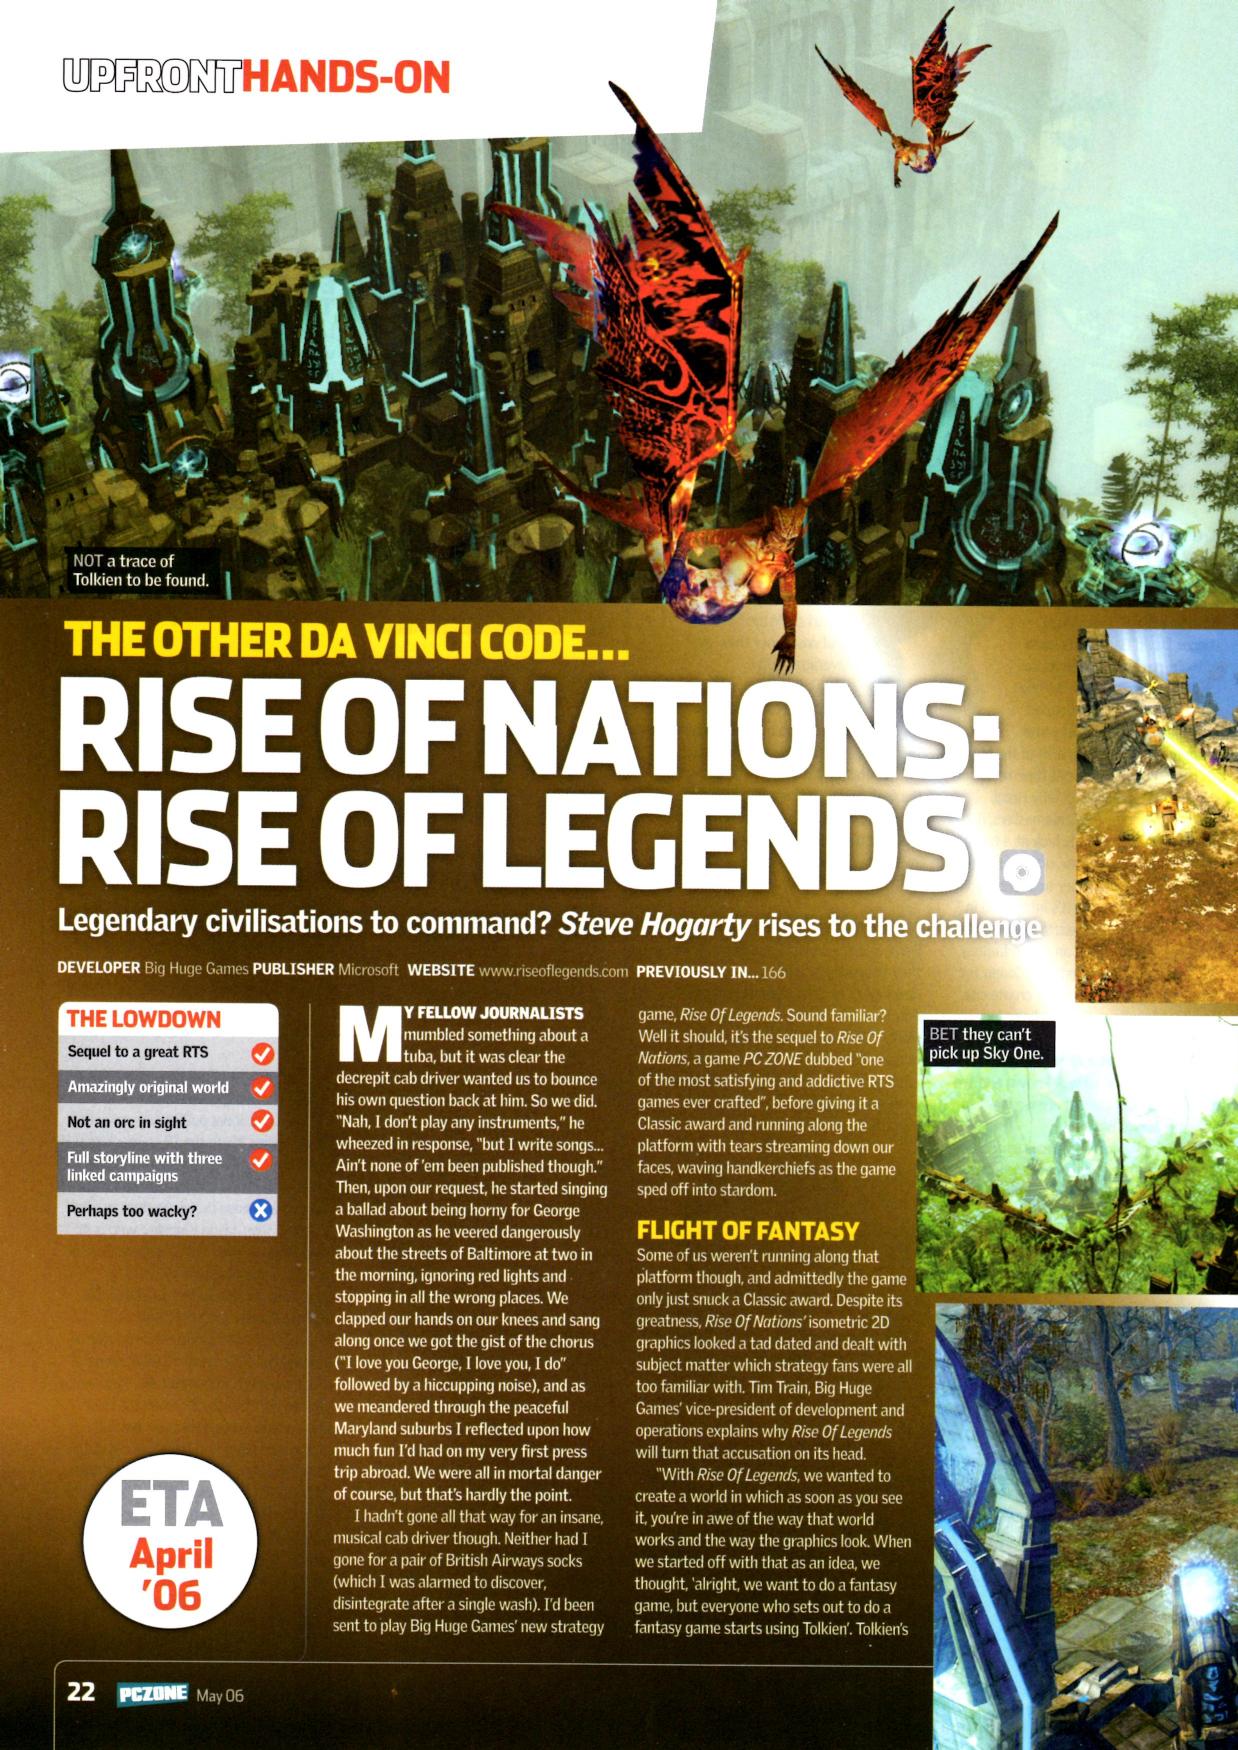 UPFRONTHANDS-ON
NOT a trace of
Tolkien to be found.
THE OTHER DA VINCI CODE...
RISE OF NATIONS:
RISE OF LEGENDS
Legendary civilisations to command? Steve Hogarty rises to the challenge
DEVELOPER Big Huge Games PUBLISHER Microsoft WEBSITE www.riseoflegends.com PREVIOUSLY IN... 166
THE LOWDOWN
Sequel to a great RTS
Amazingly original world
Not an orc in sight
Full storyline with three
linked campaigns
Perhaps too wacky?
ETA
April
'06
MY FELLOW JOURNALISTS
mumbled something about a
tuba, but it was clear the
decrepit cab driver wanted us to bounce
his own question back at him. So we did.
"Nah, I don't play any instruments," he
wheezed in response, "but I write songs...
Ain't none of 'em been published though."
Then, upon our request, he started singing
a ballad about being horny for George
Washington as he veered dangerously
about the streets of Baltimore at two in
the morning, ignoring red lights and
stopping in all the wrong places. We
clapped our hands on our knees and sang
along once we got the gist of the chorus
("I love you George, I love you, I do"
followed by a hiccupping noise), and as
we meandered through the peaceful
Maryland suburbs I reflected upon how
much fun I'd had on my very first press
trip abroad. We were all in mortal danger
of course, but that's hardly the point.
I hadn't gone all that way for an insane,
musical cab driver though. Neither had I
gone for a pair of British Airways socks
(which I was alarmed to discover,
disintegrate after a single wash). I'd been
sent to play Big Huge Games' new strategy
game, Rise Of Legends. Sound familiar?
Well it should, it's the sequel to Rise Of
Nations, a game PC ZONE dubbed "one
of the most satisfying and addictive RTS
games ever crafted", before giving it a
Classic award and running along the
platform with tears streaming down our
faces, waving handkerchiefs as the game
sped off into stardom.
FLIGHT OF FANTASY
Some of us weren't running along that
platform though, and admittedly the game
only just snuck a Classic award. Despite its
greatness, Rise Of Nations' isometric 2D
graphics looked a tad dated and dealt with
subject matter which strategy fans were all
too familiar with. Tim Train, Big Huge
Games' vice-president of development and
operations explains why Rise Of Legends
will turn that accusation on its head.
"With Rise Of Legends, we wanted to
create a world in which as soon as you see
it, you're in awe of the way that world
works and the way the graphics look. When
we started off with that as an idea, we
thought, 'alright, we want to do a fantasy
game, but everyone who sets out to do a
fantasy game starts using Tolkien'. Tolkien's
BET they can't
pick up Sky One.
22 PCZONE May 06